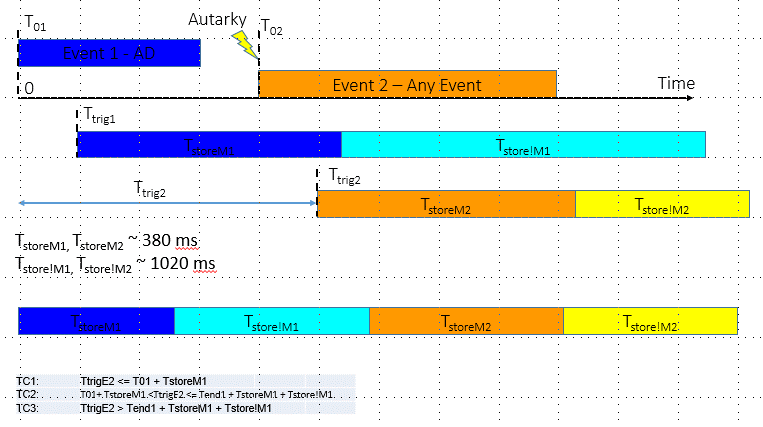 Autarky
T01
T02
Event 1 - AD
Event 2 – Any Event
0
Time
Ttrig1
TstoreM1
Tstore!M1
Ttrig2
Ttrig2
TstoreM2
Tstore!M2
TstoreM1, TstoreM2 ~ 380 ms
Tstore!M1, Tstore!M2 ~ 1020 ms
TstoreM1
Tstore!M1
TstoreM2
Tstore!M2
TC1: TtrigE2 <= T01 + TstoreM1
TC2: T01+ TstoreM1 <TtrigE2 <= Tend1 + TstoreM1 + Tstore!M1
TC3: TtrigE2 > Tend1 + TstoreM1 + Tstore!M1